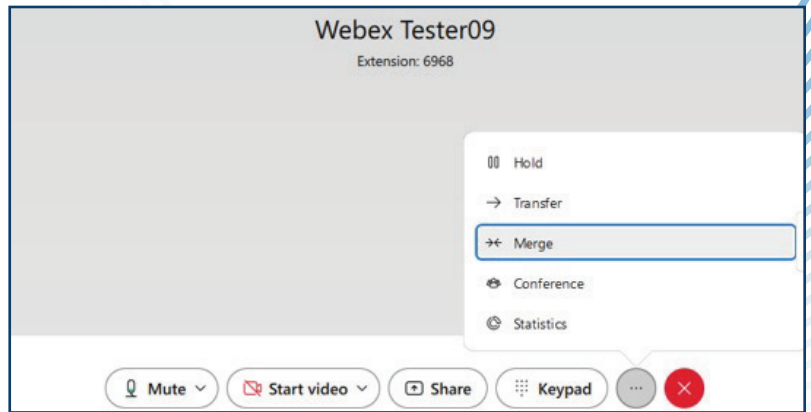 Webex Tester09
Extension: 6968
Hold
Transfer
Merge
Conference
Statistics
Mute
Start video
Share
Keypad